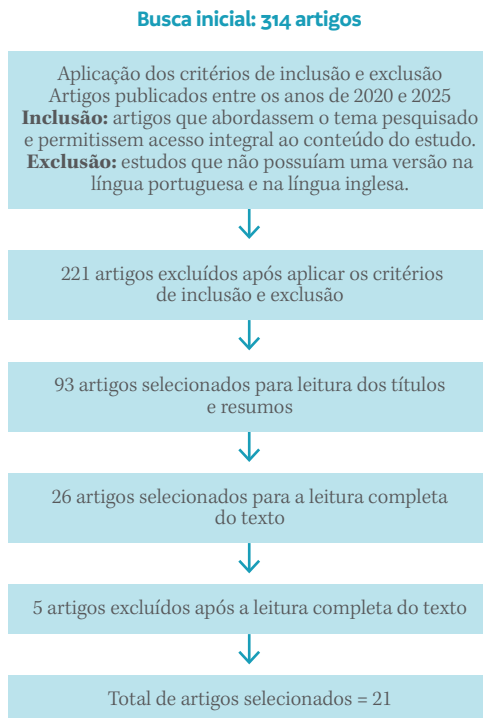 Busca inicial: 314 artigos
Aplicação dos critérios de inclusão e exclusão
Artigos publicados entre os anos de 2020 e 2025
Inclusão: artigos que abordassem o tema pesquisado
e permitissem acesso integral ao conteúdo do estudo.
Exclusão: estudos que não possuíam uma versão na
língua portuguesa e na língua inglesa.
221 artigos excluídos após aplicar os critérios
de inclusão e exclusão
93 artigos selecionados para leitura dos títulos
e resumos
26 artigos selecionados para a leitura completa
do texto
5 artigos excluídos após a leitura completa do texto
Total de artigos selecionados = 21